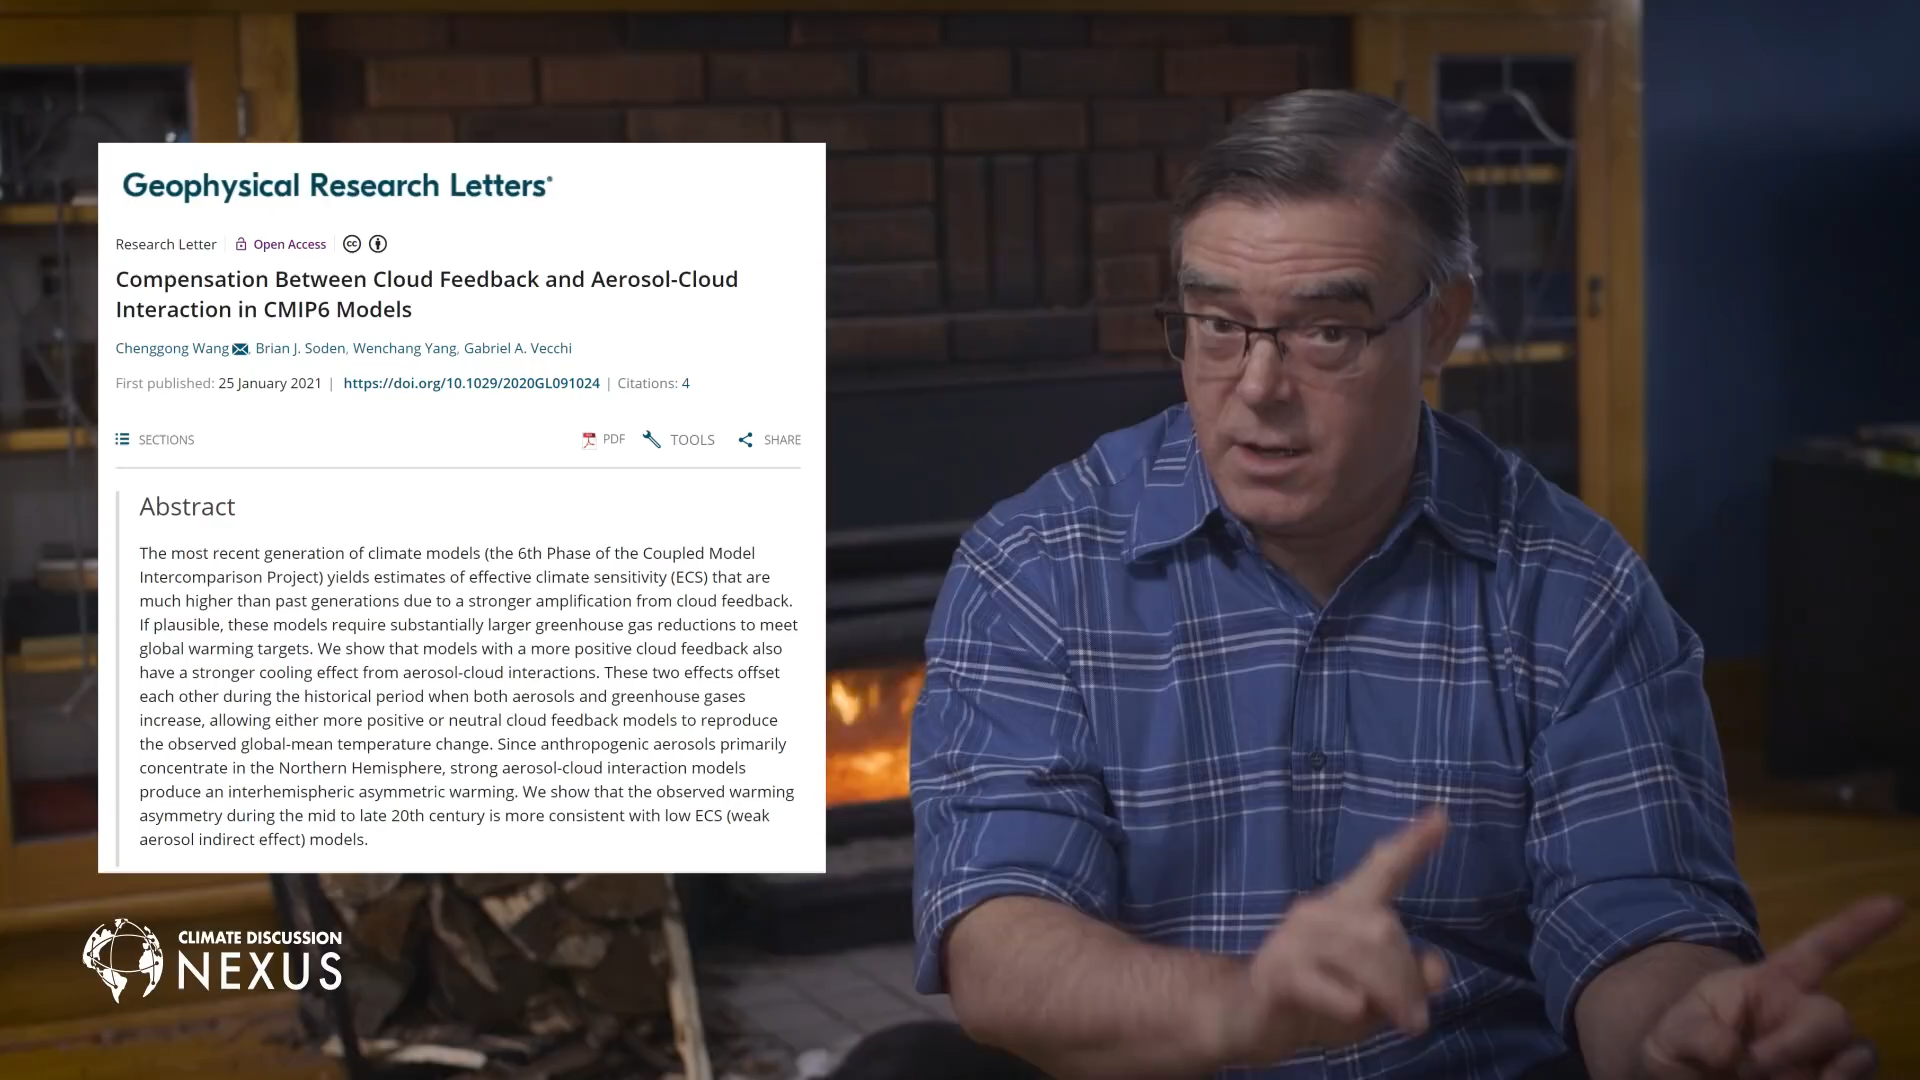 Geophysical Research Letters®
Research Letter | Open Access
Compensation Between Cloud Feedback and Aerosol-Cloud
Interaction in CMIP6 Models
Chenggong Wang, Brian J. Soden, Wenchang Yang, Gabriel A. Vecchi
First published: 25 January 2021 | https://doi.org/10.1029/2020GL091024 | Citations: 4
SECTIONS PDF TOOLS SHARE
Abstract
The most recent generation of climate models (the 6th Phase of the Coupled Model
Intercomparison Project) yields estimates of effective climate sensitivity (ECS) that are
much higher than past generations due to a stronger amplification from cloud feedback.
If plausible, these models require substantially larger greenhouse gas reductions to meet
global warming targets. We show that models with a more positive cloud feedback also
have a stronger cooling effect from aerosol-cloud interactions. These two effects offset
each other during the historical period when both aerosols and greenhouse gases
increase, allowing either more positive or neutral cloud feedback models to reproduce
the observed global-mean temperature change. Since anthropogenic aerosols primarily
concentrate in the Northern Hemisphere, strong aerosol-cloud interaction models
produce an interhemispheric asymmetric warming. We show that the observed warming
asymmetry during the mid to late 20th century is more consistent with low ECS (weak
aerosol indirect effect) models.
CLIMATE DISCUSSION
NEXUS